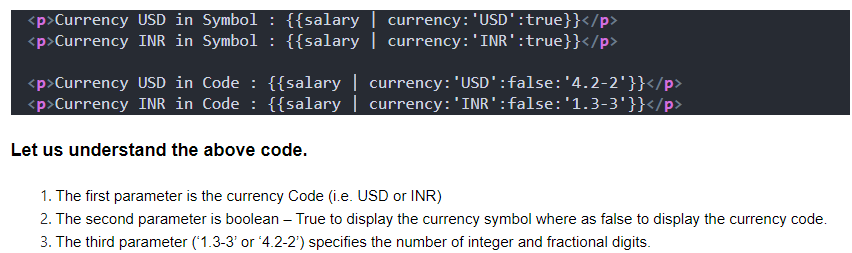 <p>Currency USD in Symbol : {{salary | currency:'USD':true}}</p>
<p>Currency INR in Symbol : {{salary | currency:'INR':true}}</p>
<p>Currency USD in Code : {{salary | currency:'USD':false:'4.2-2'}}</p>
<p>Currency INR in Code : {{salary | currency:'INR':false:'1.3-3'}}</p>
Let us understand the above code.
1. The first parameter is the currency Code (i.e. USD or INR)
2. The second parameter is boolean – True to display the currency symbol where as false to display the currency code.
3. The third parameter (‘1.3-3’ or ‘4.2-2’) specifies the number of integer and fractional digits.